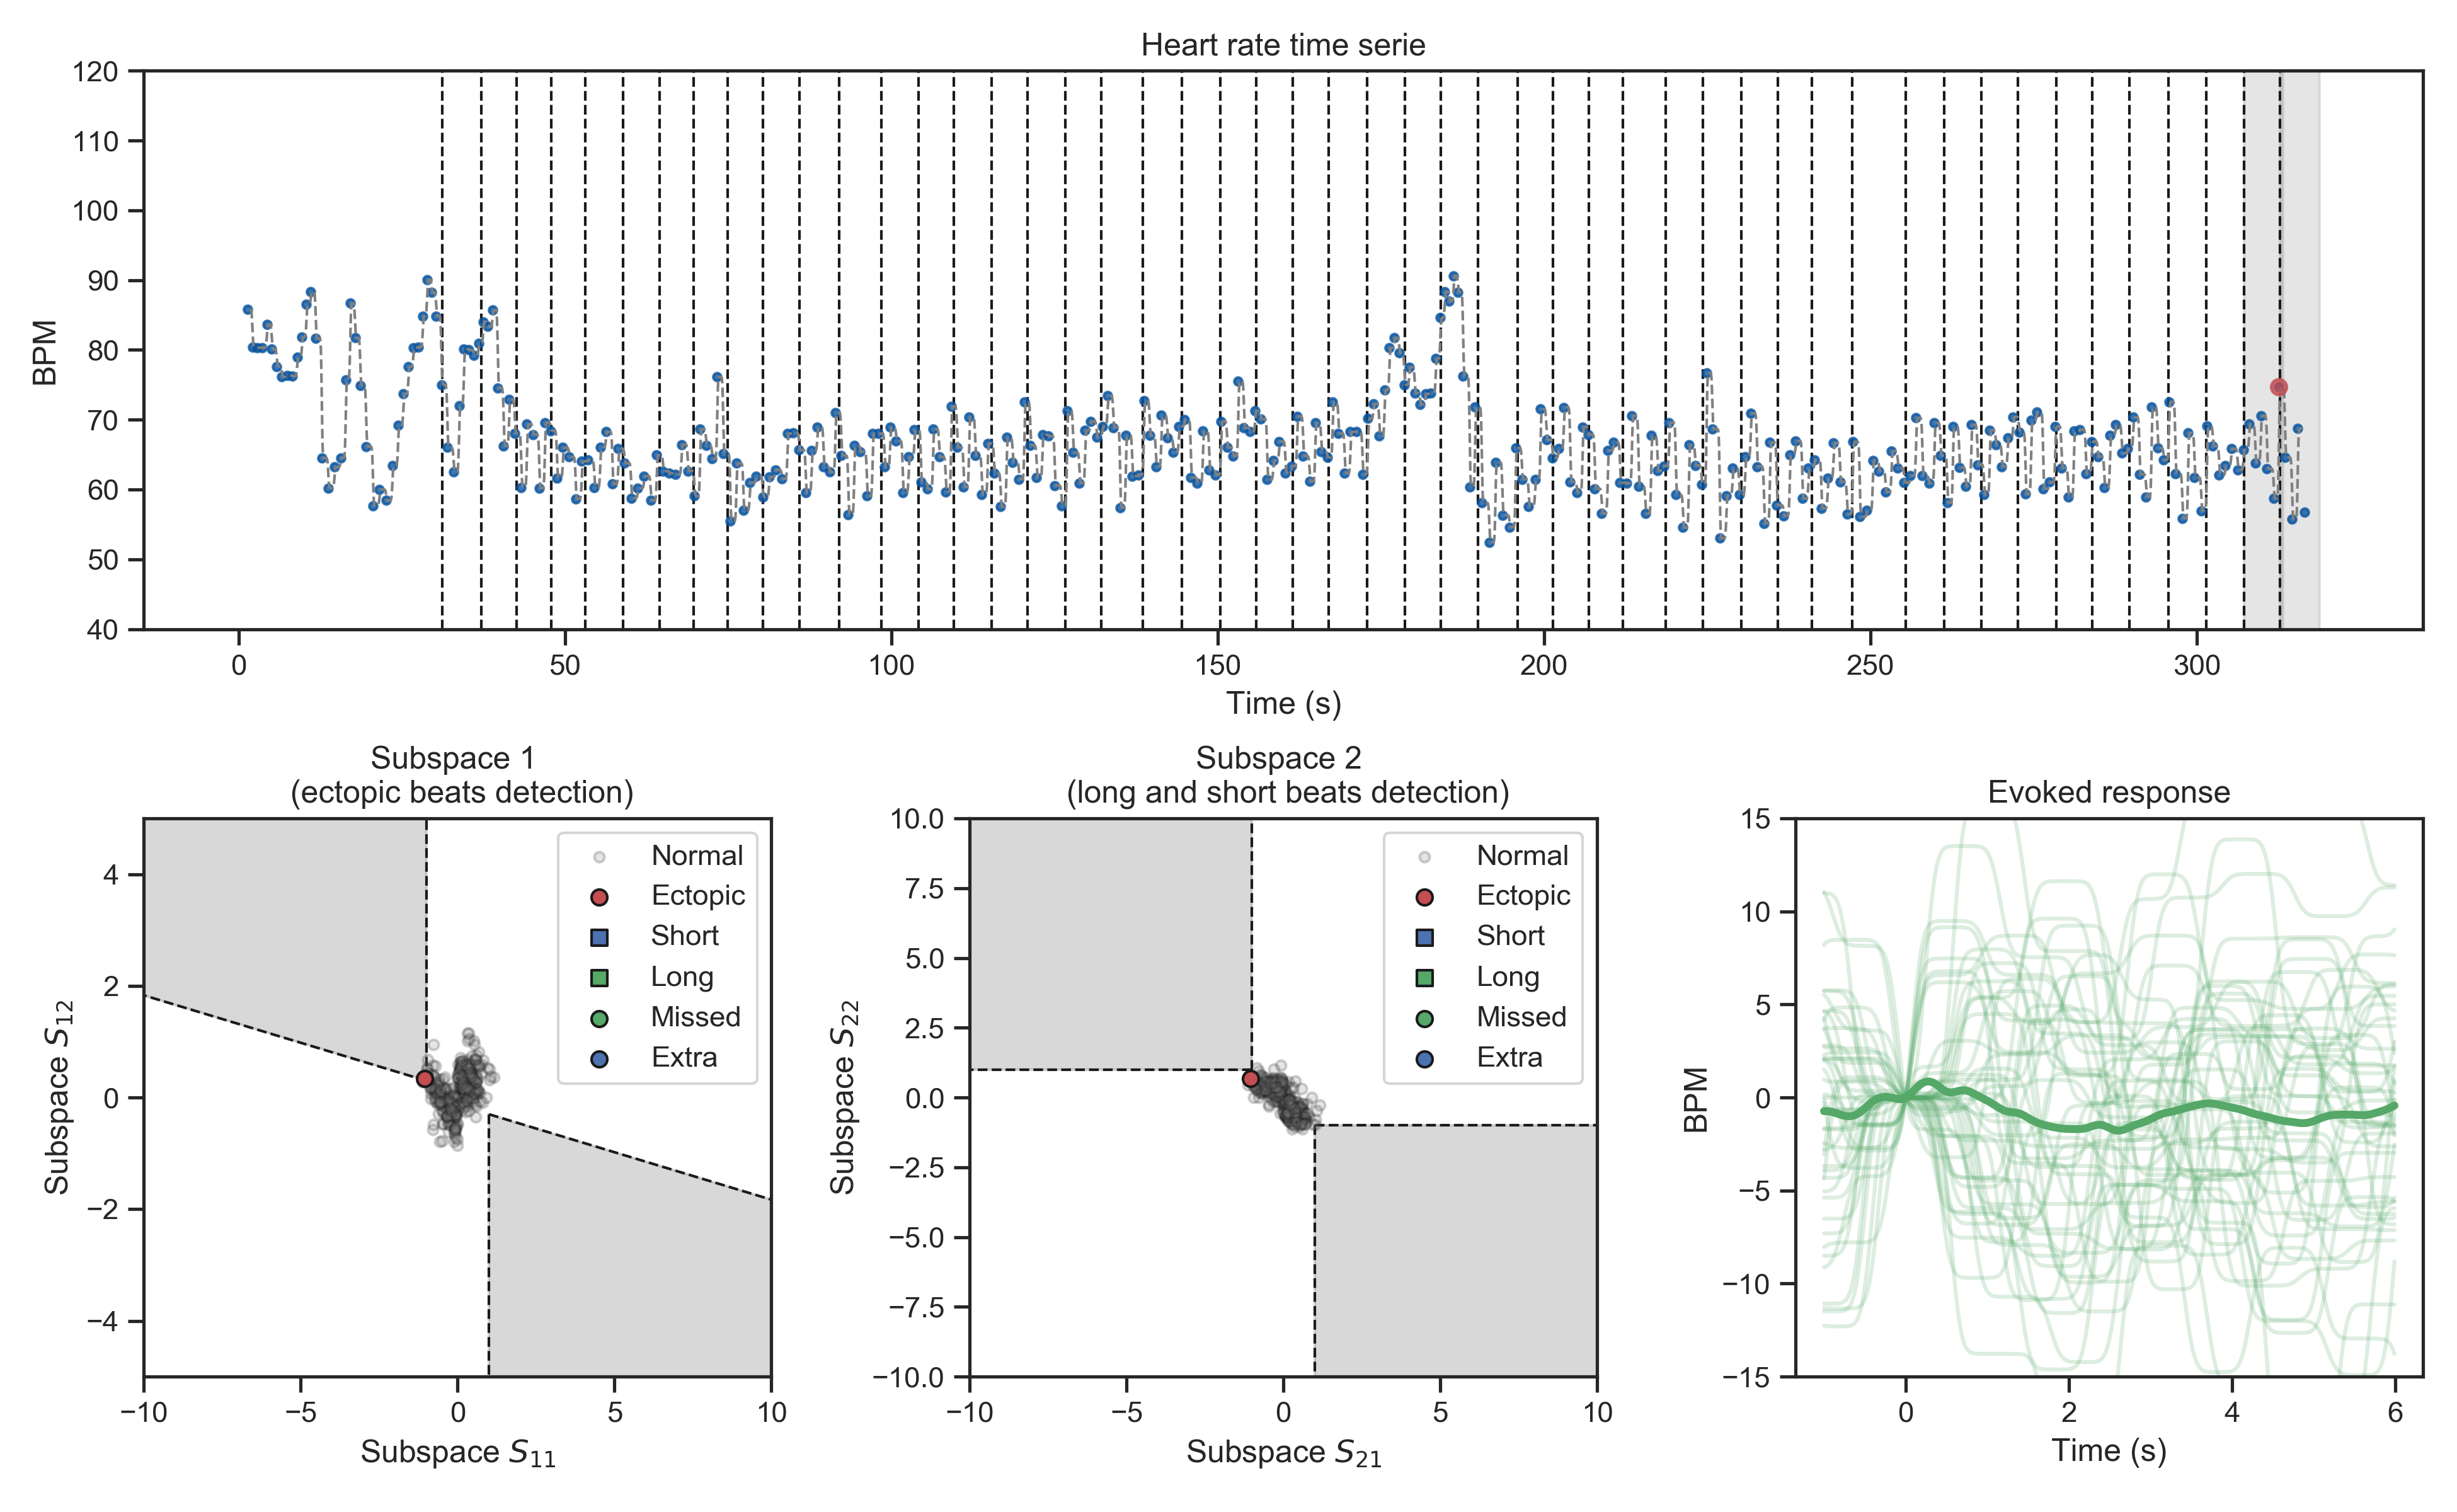 Heart rate time serie
120
110
100
90
80
70
60
50
40
BPM
0 50 100 150 200 250 300
Time (s)
Subspace 1
(ectopic beats detection)
4
2
0
−2
−4
Subspace S12
Normal
Ectopic
Short
Long
Missed
Extra
−10 −5 0 5 10
Subspace S11
Subspace 2
(long and short beats detection)
10.0
7.5
5.0
2.5
0.0
−2.5
−5.0
−7.5
−10.0
Subspace S22
Normal
Ectopic
Short
Long
Missed
Extra
−10 −5 0 5 10
Subspace S21
Evoked response
15
10
5
0
−5
−10
−15
BPM
0 2 4 6
Time (s)